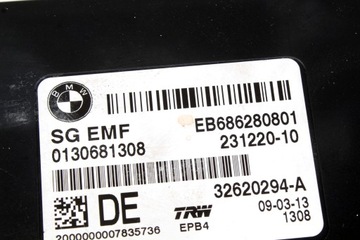 BMW
SG EMF
EB686280801
0130681308
231220-10
32620294-A
DE
TRW
09-03-13
EPB4
1308
2000000007835736